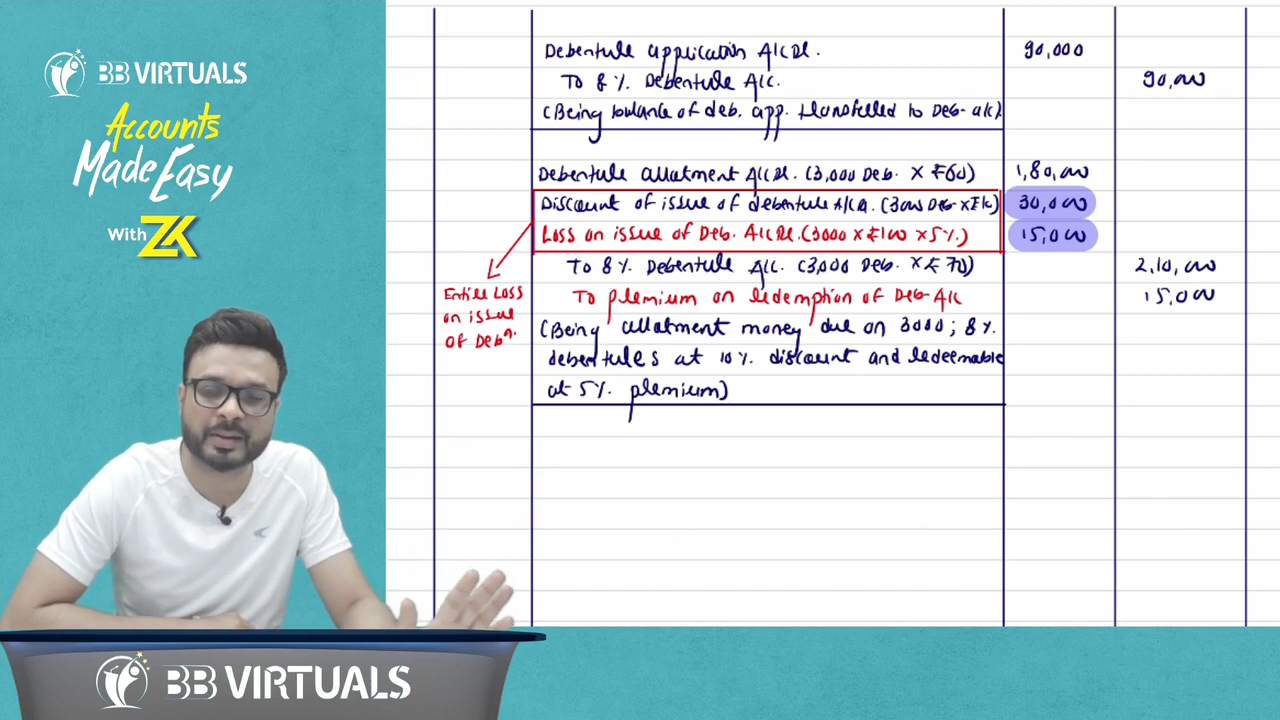 BB VIRTUALS
Accounts
Made Easy
With ZK
Debenture application A/C Dr. 90,000
To 8 %. Debenture A/C. 90,000
(Being balance of deb. app. transferred to Deb. a/c)
Debenture allotment A/C Dr. (3,000 Deb. X ₹60) 1,80,000
Discount of issue of debenture A/C Dr. (3000 Deb X ₹10) 30,000
Loss on issue of Deb. A/C Dr. (3000 X ₹100 X 5%.) 15,000
To 8 %. Debenture A/C. (3,000 Deb. X ₹ 70) 2,10,000
To premium on redemption of Deb A/C 15,000
(Being allotment money due on 3000; 8 %.
debentures at 10 %. discount and redeemable
at 5%. premium)
Entire Loss
on issue
of Deb.
BB VIRTUALS